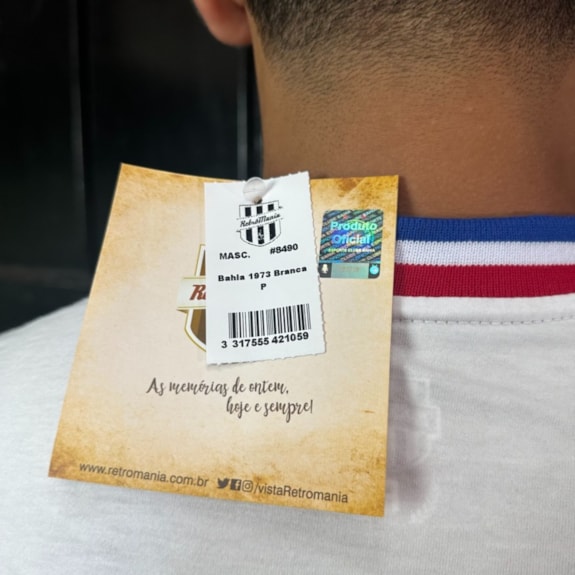 RetrôMania
MASC. #8490
Bahia 1973 Branca
P
3 317555 421059
Produto
Oficial
As memórias de ontem,
hoje e sempre!
www.retromania.com.br /vistaRetromania